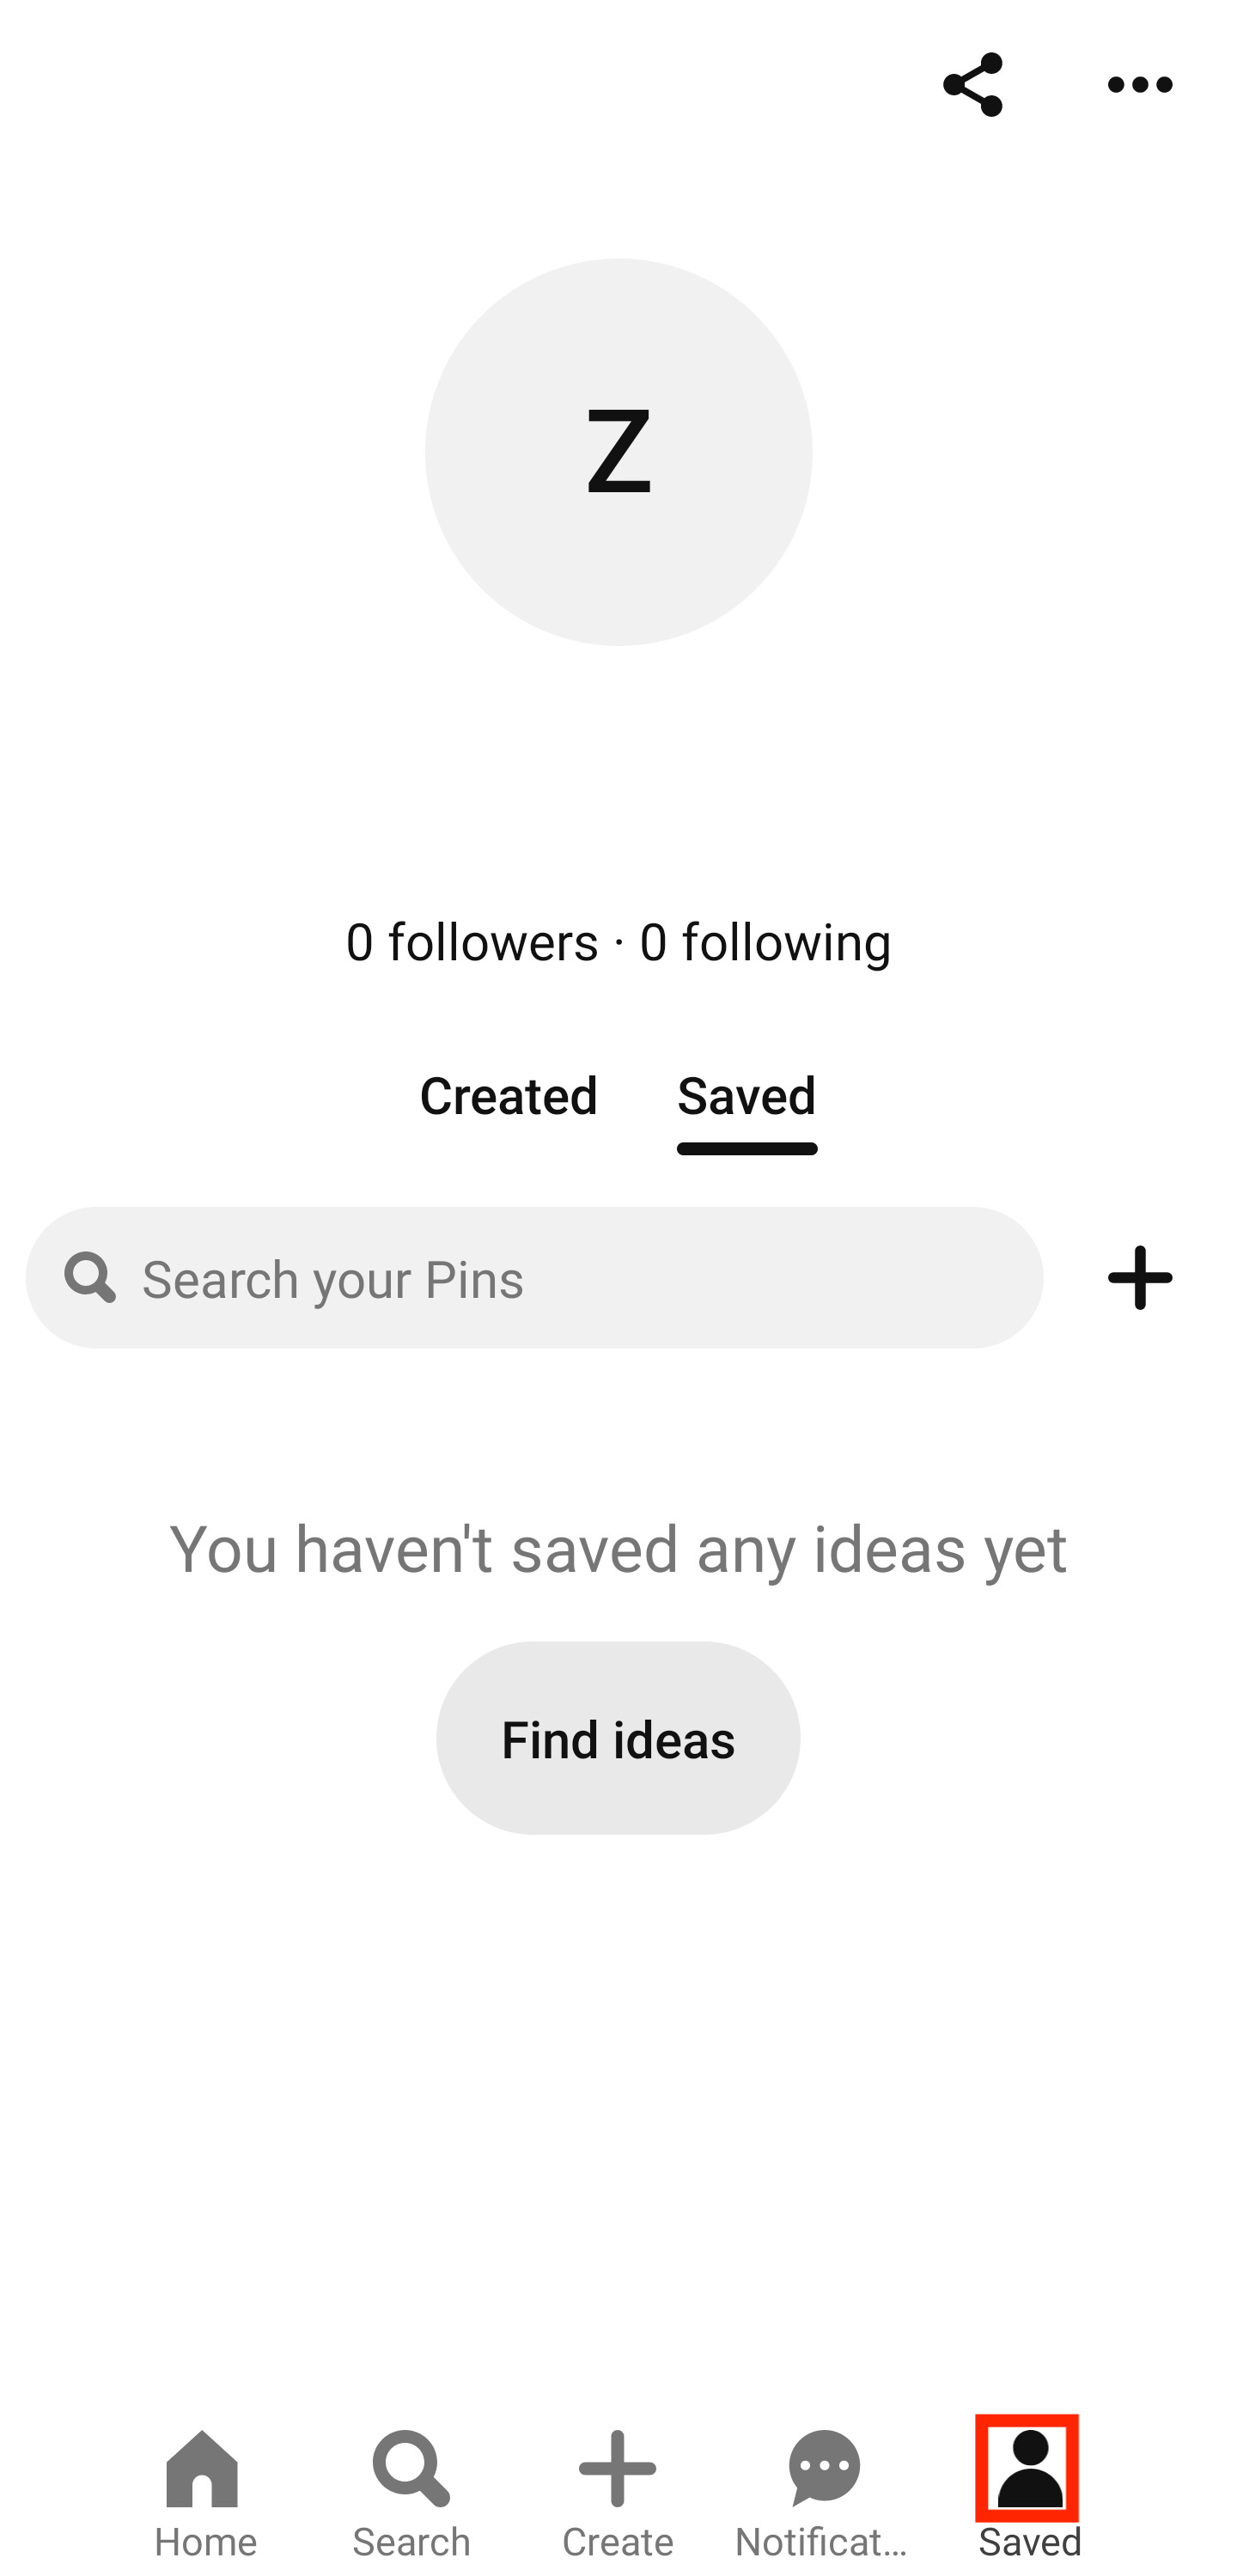 Z
0 followers · 0 following
Created Saved
Search your Pins
You haven't saved any ideas yet
Find ideas
Home Search Create Notificat... Saved